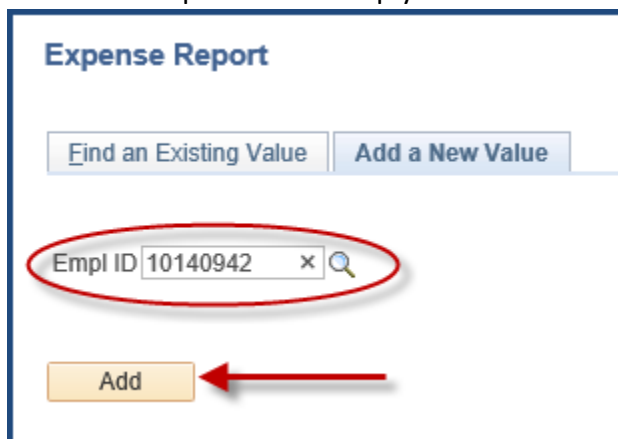 Expense Report
Find an Existing Value Add a New Value
Empl ID 10140942 ×
Add